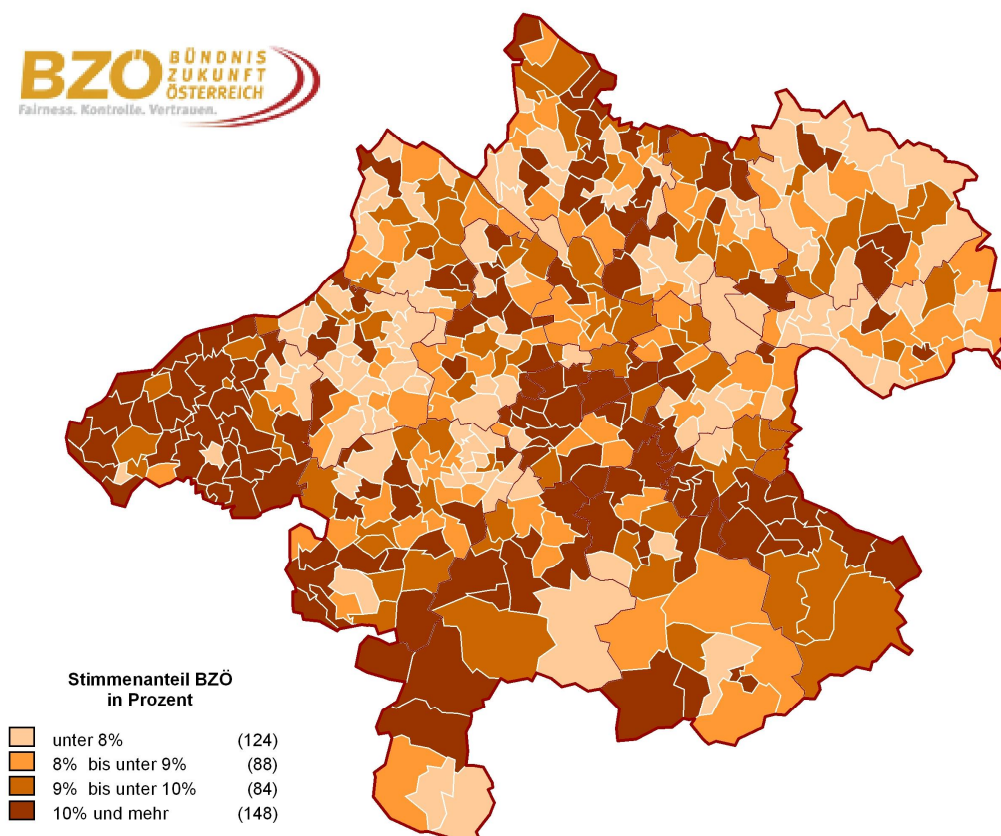 BZÖ
BÜNDNIS
ZUKUNFT
ÖSTERREICH
Fairness. Kontrolle. Vertrauen.
Stimmenanteil BZÖ
in Prozent
unter 8% (124)
8% bis unter 9% (88)
9% bis unter 10% (84)
10% und mehr (148)